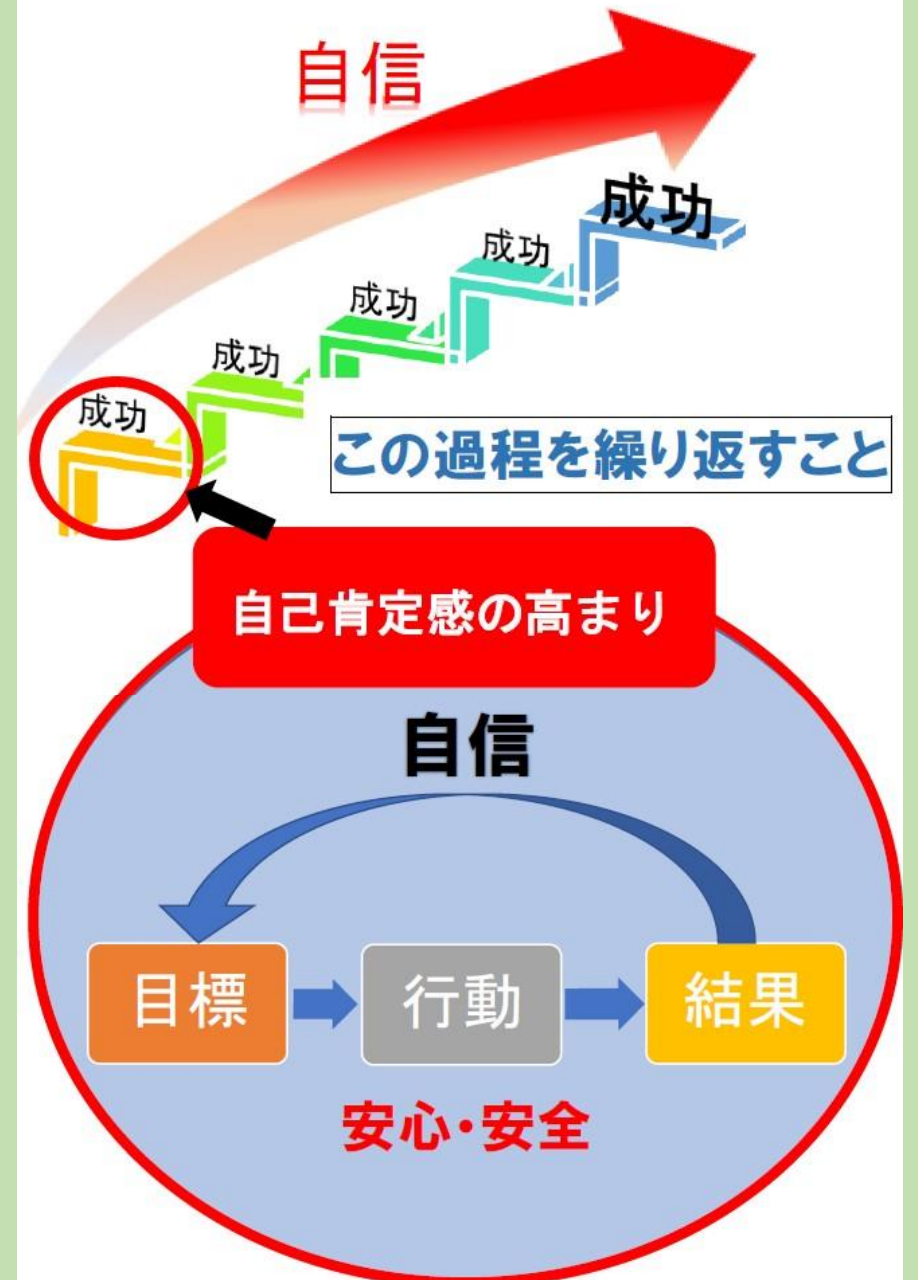 自信
成功
成功
成功
成功
成功
この過程を繰り返すこと
自己肯定感の高まり
自信
目標
行動
結果
安心・安全